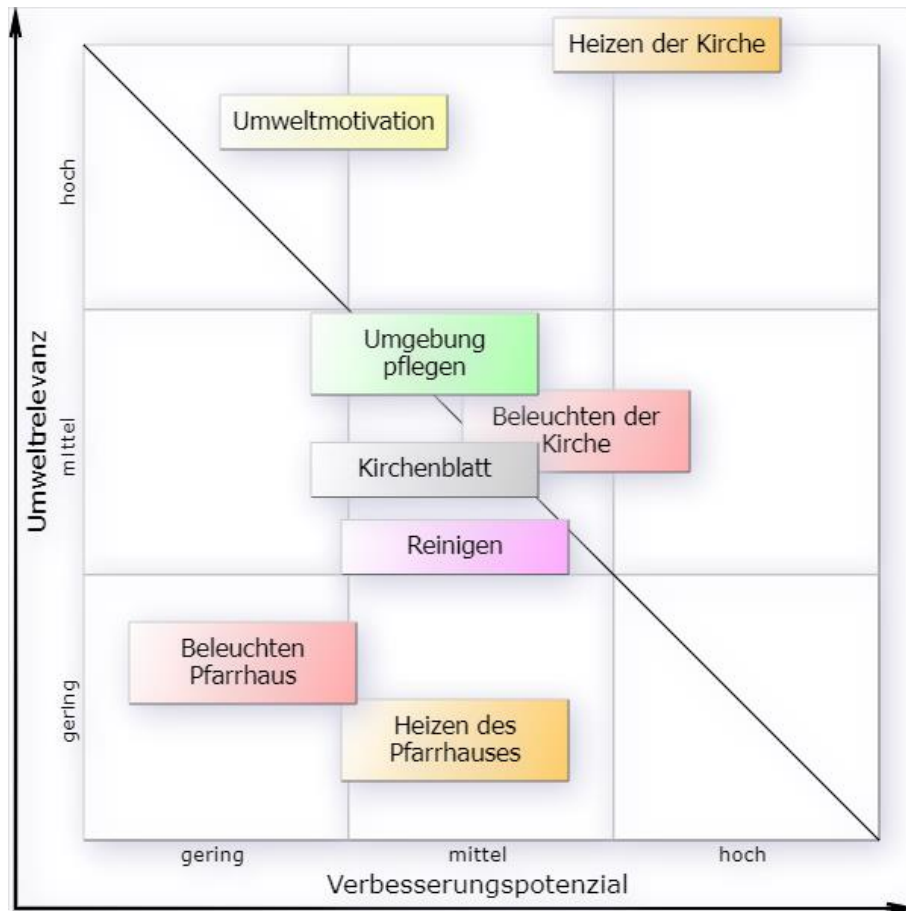 Heizen der Kirche
Umweltmotivation
hoch
Umgebung
pflegen
Beleuchten der
Kirche
Umweltrelevanz
mittel
Kirchenblatt
Reinigen
Beleuchten
Pfarrhaus
gering
Heizen des
Pfarrhauses
gering
mittel
hoch
Verbesserungspotenzial